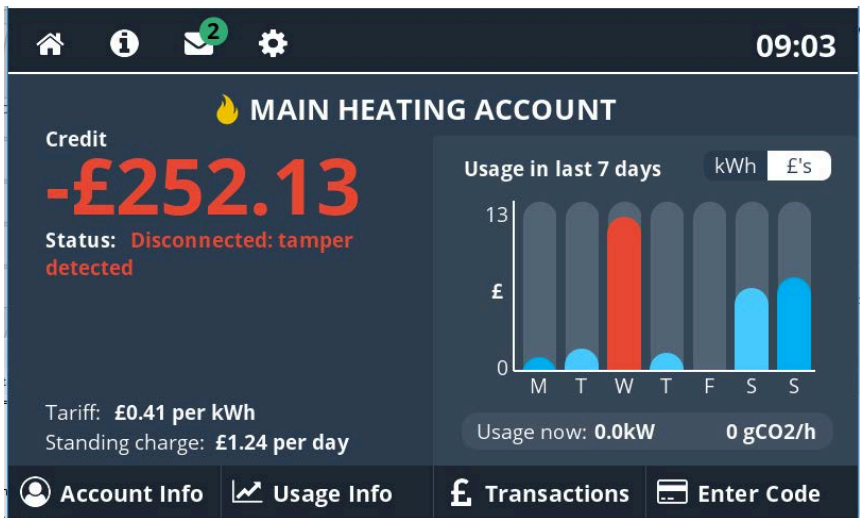 2
09:03
MAIN HEATING ACCOUNT
Credit
-£252.13
Status: Disconnected: tamper
detected
Tariff: £0.41 per kWh
Standing charge: £1.24 per day
Usage in last 7 days
kWh £'s
13
£
0
M T W T F S S
Usage now: 0.0kW 0 gCO2/h
Account Info Usage Info £ Transactions Enter Code